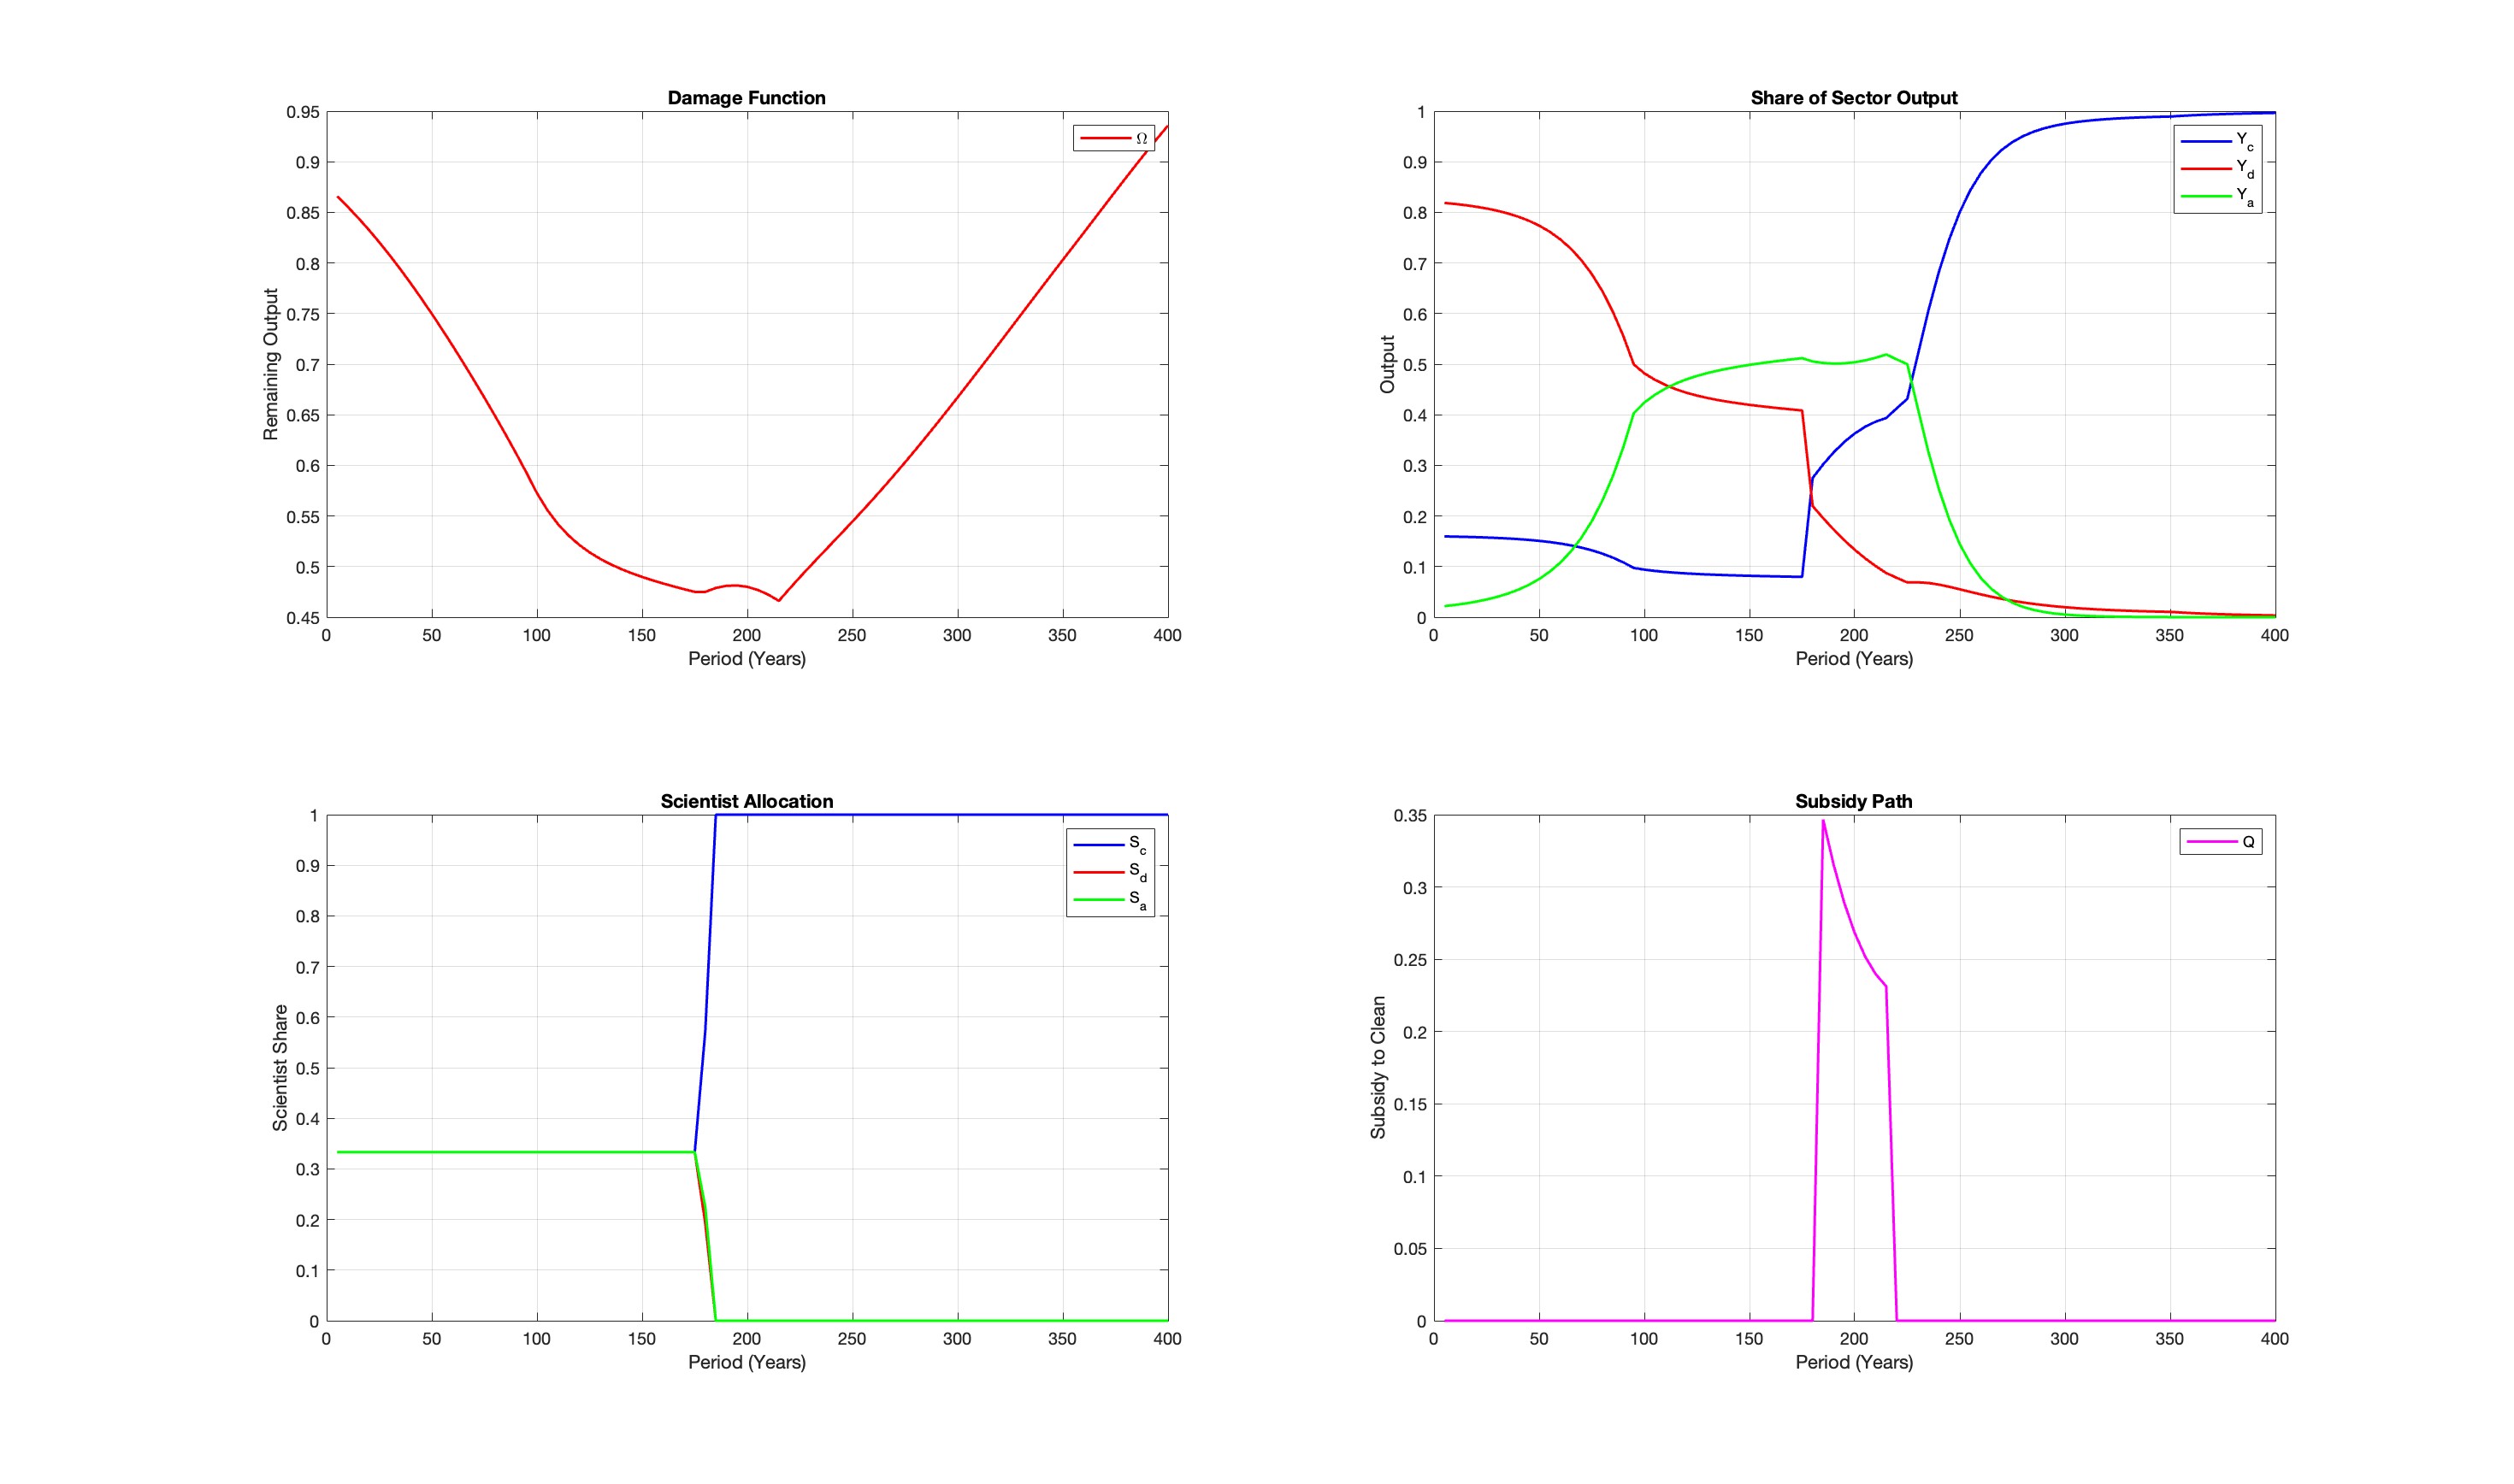 Damage Function
0.95
0.9
0.85
0.8
0.75
0.7
0.65
0.6
0.55
0.5
0.45
0 50 100 150 200 250 300 350 400
Period (Years)
Remaining Output
Ω
Share of Sector Output
1
0.9
0.8
0.7
0.6
0.5
0.4
0.3
0.2
0.1
0
0 50 100 150 200 250 300 350 400
Period (Years)
Output
Yc
Yd
Ya
Scientist Allocation
1
0.9
0.8
0.7
0.6
0.5
0.4
0.3
0.2
0.1
0
0 50 100 150 200 250 300 350 400
Period (Years)
Scientist Share
Sc
Sd
Sa
Subsidy Path
0.35
0.3
0.25
0.2
0.15
0.1
0.05
0
0 50 100 150 200 250 300 350 400
Period (Years)
Subsidy to Clean
Q